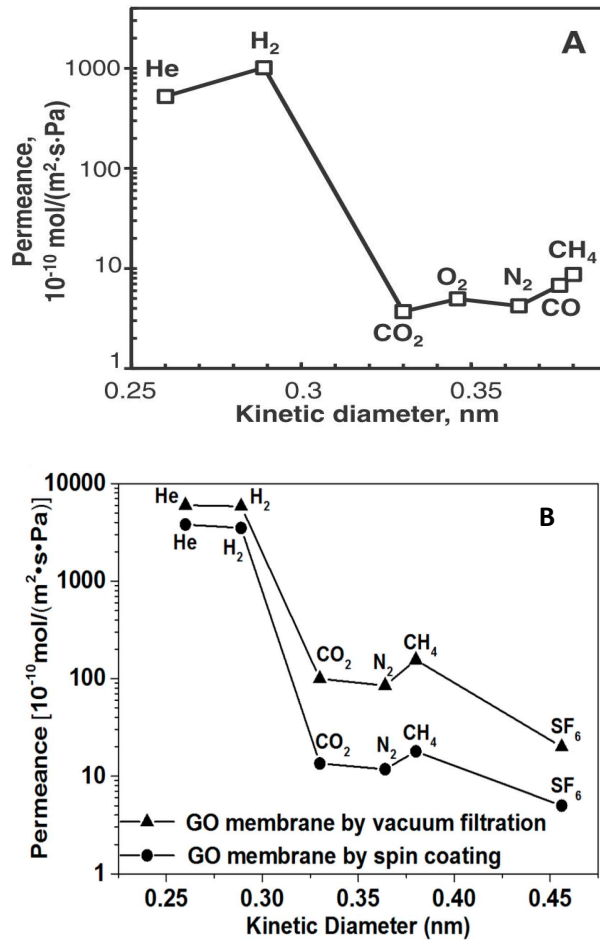 A
Permeance,
10⁻¹⁰ mol/(m²·s·Pa)
1000
100
10
1
He
H₂
CO₂
O₂
N₂
CO
CH₄
0.25
0.3
0.35
Kinetic diameter, nm
B
Permeance [10⁻¹⁰mol/(m²•s•Pa)]
10000
1000
100
10
1
He
H₂
He
H₂
CO₂
N₂
CH₄
SF₆
CO₂
N₂
CH₄
SF₆
GO membrane by vacuum filtration
GO membrane by spin coating
0.25
0.30
0.35
0.40
0.45
Kinetic Diameter (nm)